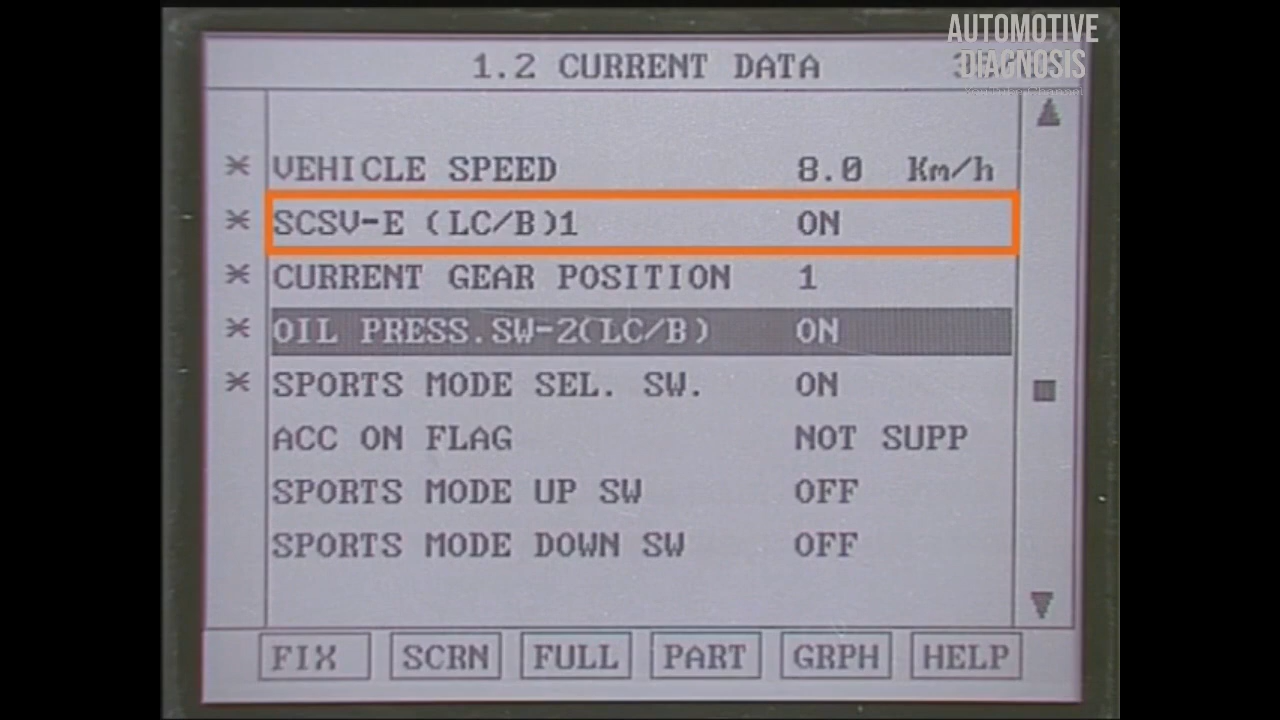 AUTOMOTIVE
DIAGNOSIS
YouTube Channel
1.2 CURRENT DATA
* VEHICLE SPEED 8.0 Km/h
* SCSV-E (LC/B)1 ON
* CURRENT GEAR POSITION 1
* OIL PRESS.SW-2(LC/B) ON
* SPORTS MODE SEL. SW. ON
ACC ON FLAG NOT SUPP
SPORTS MODE UP SW OFF
SPORTS MODE DOWN SW OFF
FIX SCRN FULL PART GRPH HELP